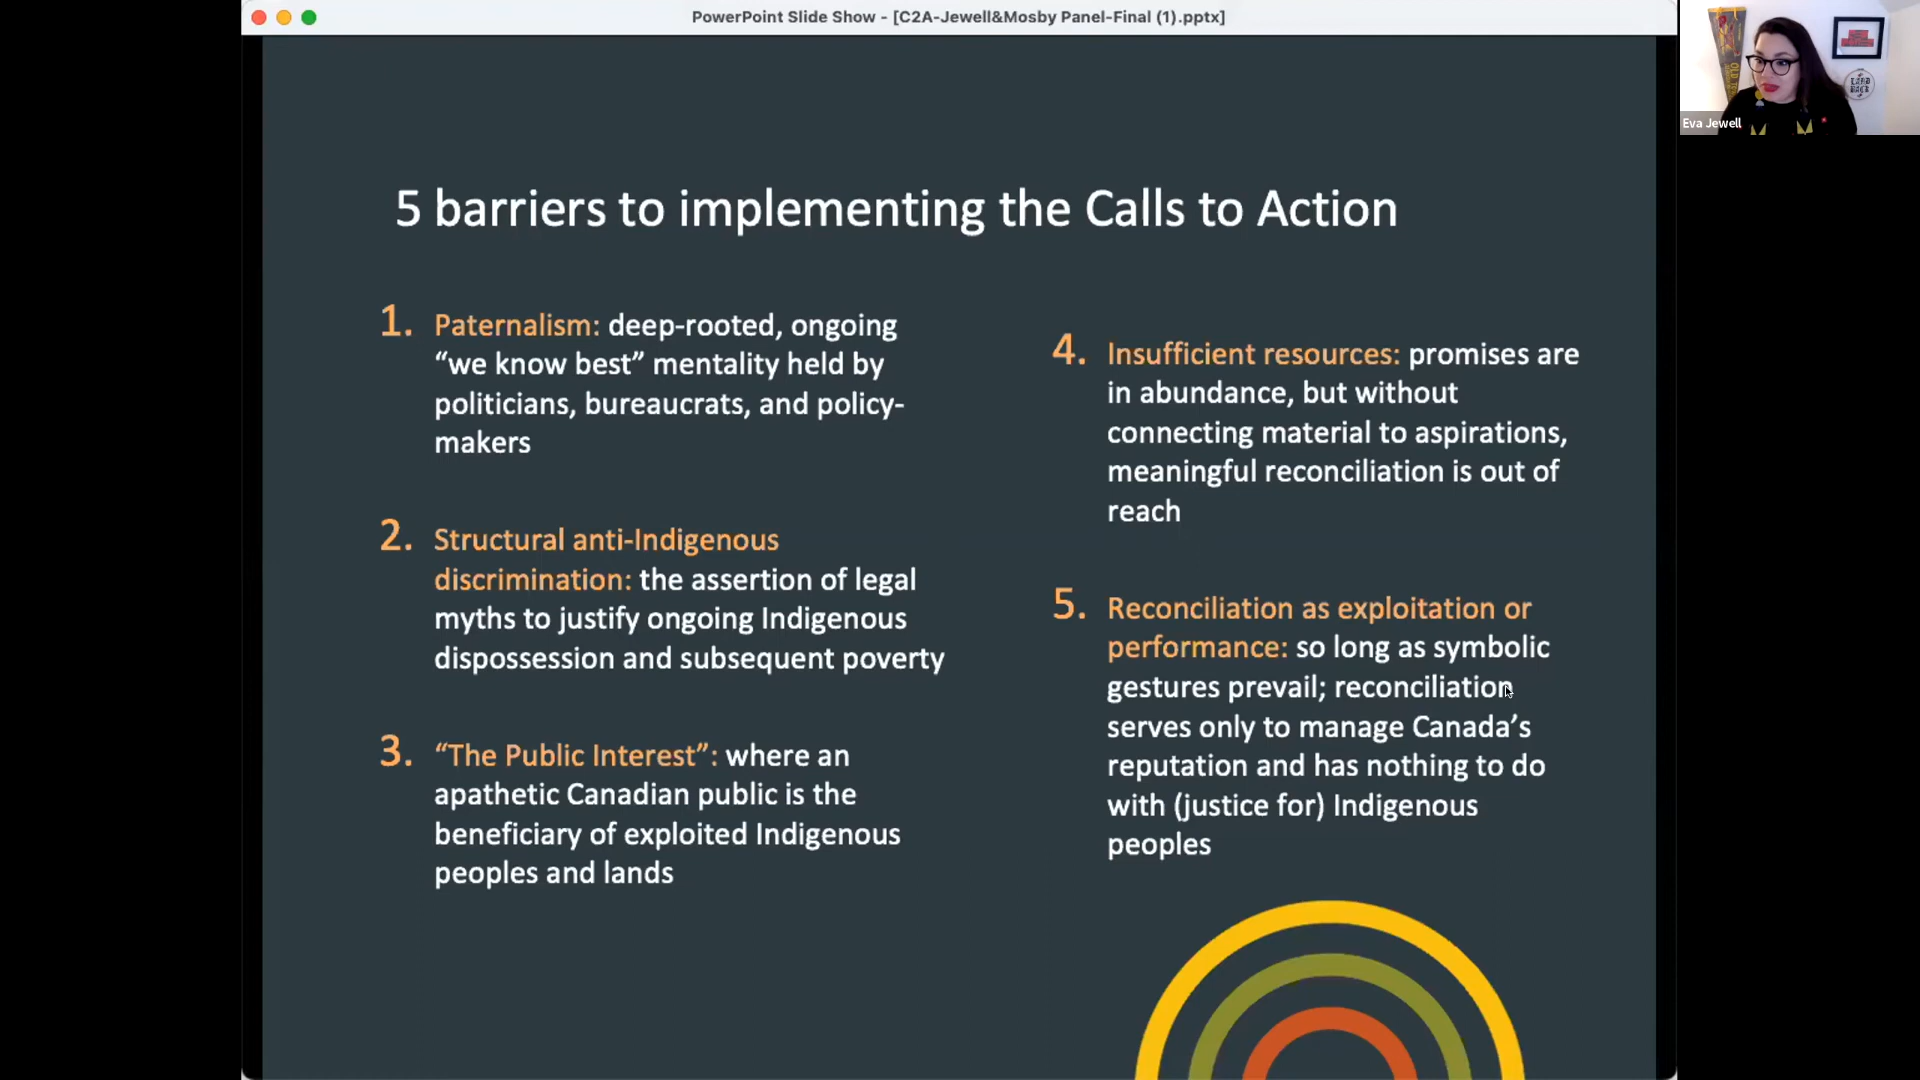 PowerPoint Slide Show - [C2A-Jewell&Mosby Panel-Final (1).pptx]
5 barriers to implementing the Calls to Action
1. Paternalism: deep-rooted, ongoing
“we know best” mentality held by
politicians, bureaucrats, and policy-
makers
2. Structural anti-Indigenous
discrimination: the assertion of legal
myths to justify ongoing Indigenous
dispossession and subsequent poverty
3. “The Public Interest”: where an
apathetic Canadian public is the
beneficiary of exploited Indigenous
peoples and lands
4. Insufficient resources: promises are
in abundance, but without
connecting material to aspirations,
meaningful reconciliation is out of
reach
5. Reconciliation as exploitation or
performance: so long as symbolic
gestures prevail; reconciliation
serves only to manage Canada’s
reputation and has nothing to do
with (justice for) Indigenous
peoples
Eva Jewell
LAND
BACK
OLD